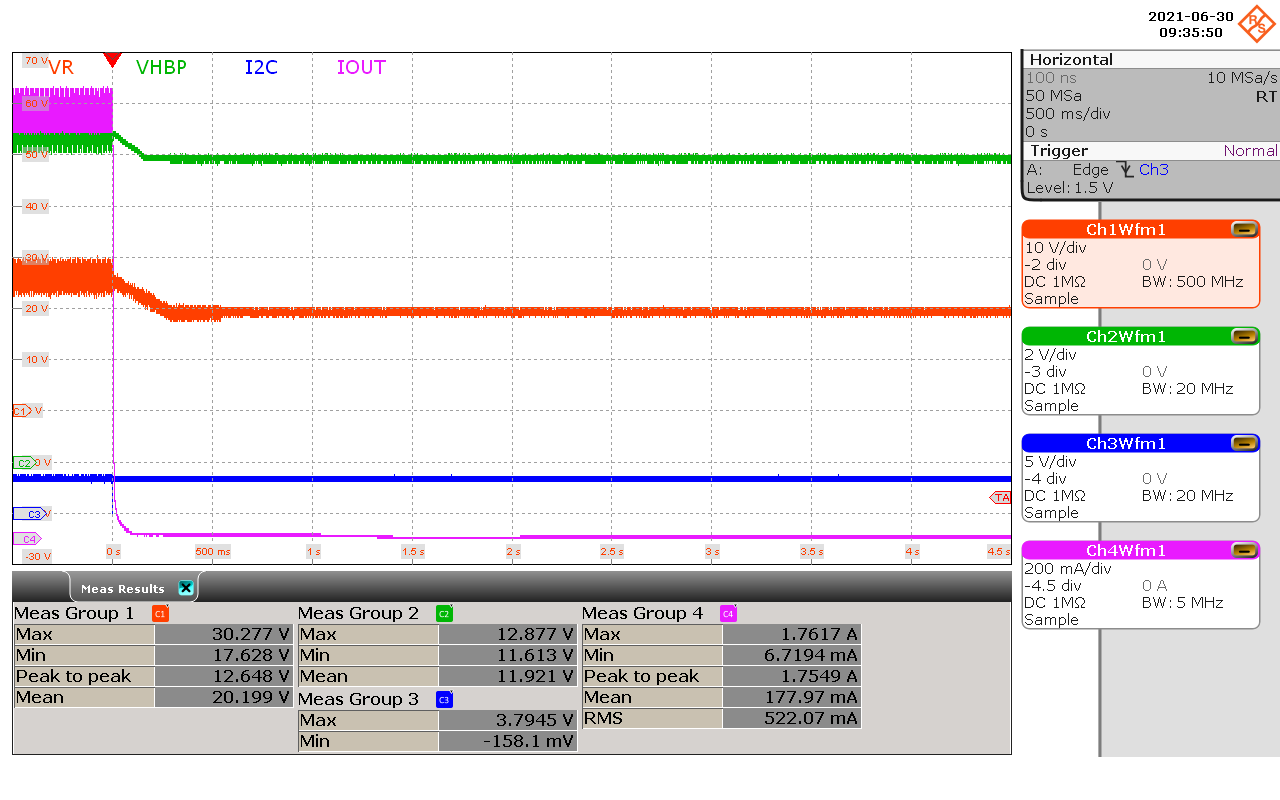 2021-06-30
09:35:50
R&S
70 V
VR
VHBP
I2C
IOUT
60 V
50 V
40 V
30 V
20 V
10 V
C1
0 V
C2
0 V
C3
V
TA
C4
-30 V
0 s
500 ms
1 s
1.5 s
2 s
2.5 s
3 s
3.5 s
4 s
4.5 s
Horizontal
100 ns
10 MSa/s
50 MSa
RT
500 ms/div
0 s
Trigger
Normal
A:
Edge
Ch3
Level: 1.5 V
Ch1Wfm1
10 V/div
-2 div
0 V
DC 1MΩ
BW: 500 MHz
Sample
Ch2Wfm1
2 V/div
-3 div
0 V
DC 1MΩ
BW: 20 MHz
Sample
Ch3Wfm1
5 V/div
-4 div
0 V
DC 1MΩ
BW: 20 MHz
Sample
Ch4Wfm1
200 mA/div
-4.5 div
0 A
DC 1MΩ
BW: 5 MHz
Sample
Meas Results
Meas Group 1 C1
Max 30.277 V
Min 17.628 V
Peak to peak 12.648 V
Mean 20.199 V
Meas Group 2 C2
Max 12.877 V
Min 11.613 V
Mean 11.921 V
Meas Group 3 C3
Max 3.7945 V
Min -158.1 mV
Meas Group 4 C4
Max 1.7617 A
Min 6.7194 mA
Peak to peak 1.7549 A
Mean 177.97 mA
RMS 522.07 mA